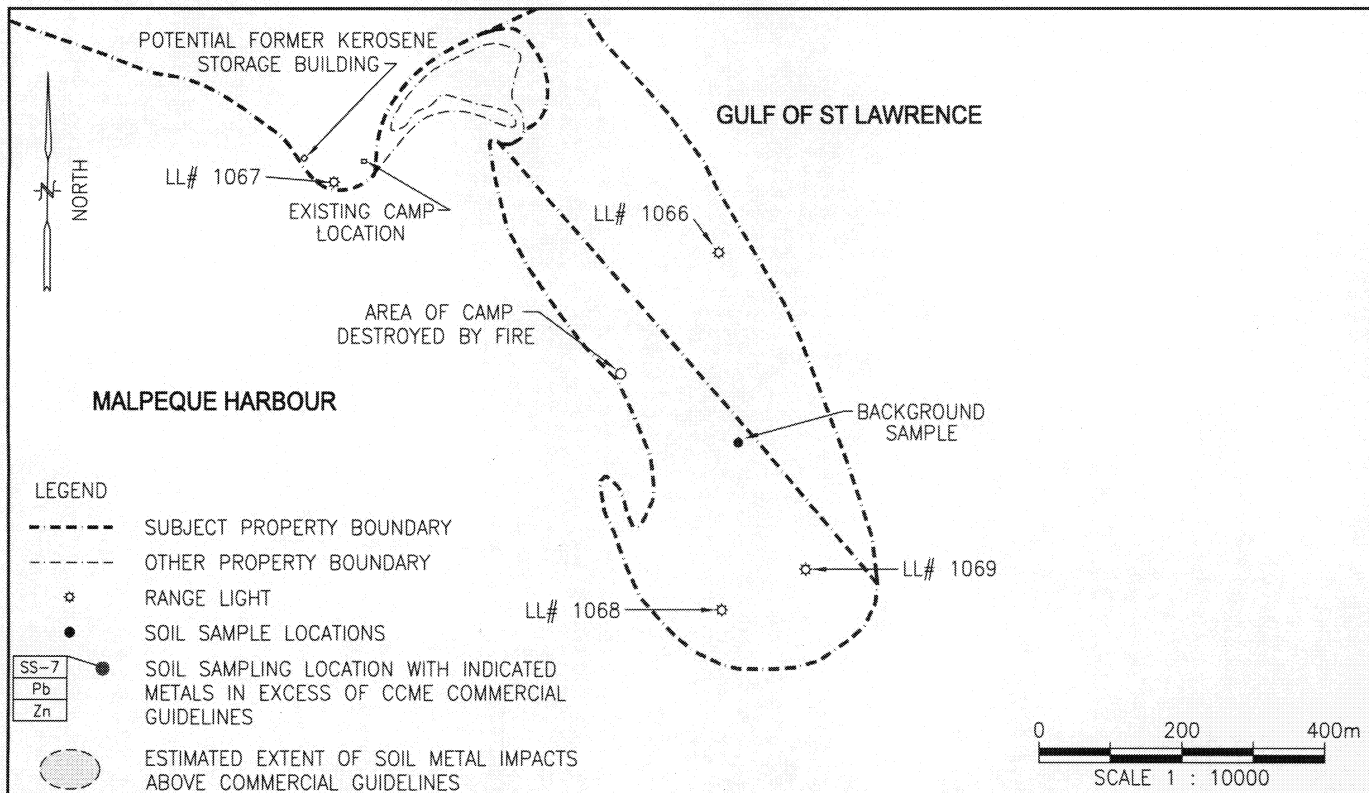 POTENTIAL FORMER KEROSENE
STORAGE BUILDING
GULF OF ST LAWRENCE
N
NORTH
LL# 1067
EXISTING CAMP
LOCATION
LL# 1066
AREA OF CAMP
DESTROYED BY FIRE
MALPEQUE HARBOUR
BACKGROUND
SAMPLE
LEGEND
SUBJECT PROPERTY BOUNDARY
OTHER PROPERTY BOUNDARY
RANGE LIGHT
LL# 1069
LL# 1068
SOIL SAMPLE LOCATIONS
SS-7
Pb
Zn
SOIL SAMPLING LOCATION WITH INDICATED
METALS IN EXCESS OF CCME COMMERCIAL
GUIDELINES
ESTIMATED EXTENT OF SOIL METAL IMPACTS
ABOVE COMMERCIAL GUIDELINES
0 200 400m
SCALE 1 : 10000